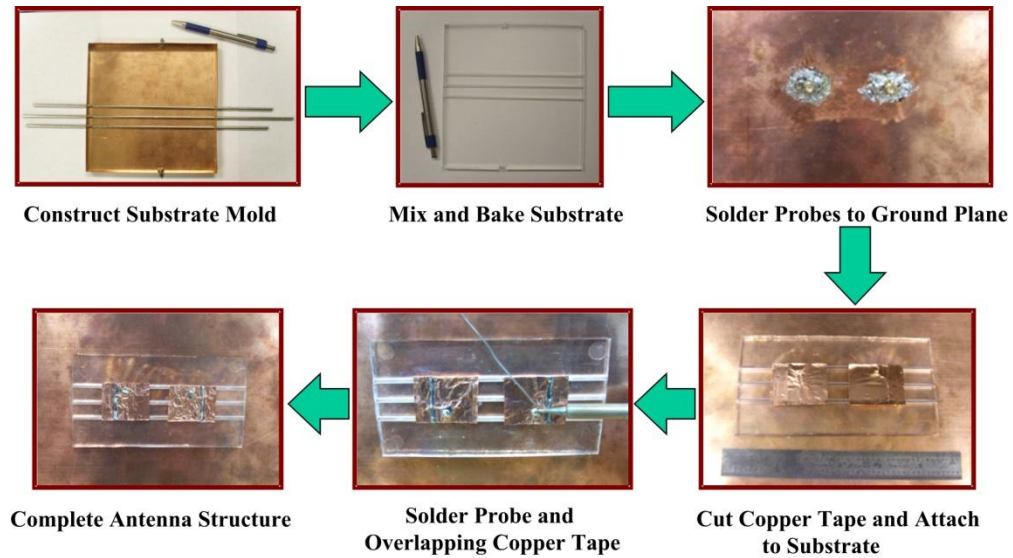 Construct Substrate Mold
Mix and Bake Substrate
Solder Probes to Ground Plane
Cut Copper Tape and Attach
to Substrate
Solder Probe and
Overlapping Copper Tape
Complete Antenna Structure